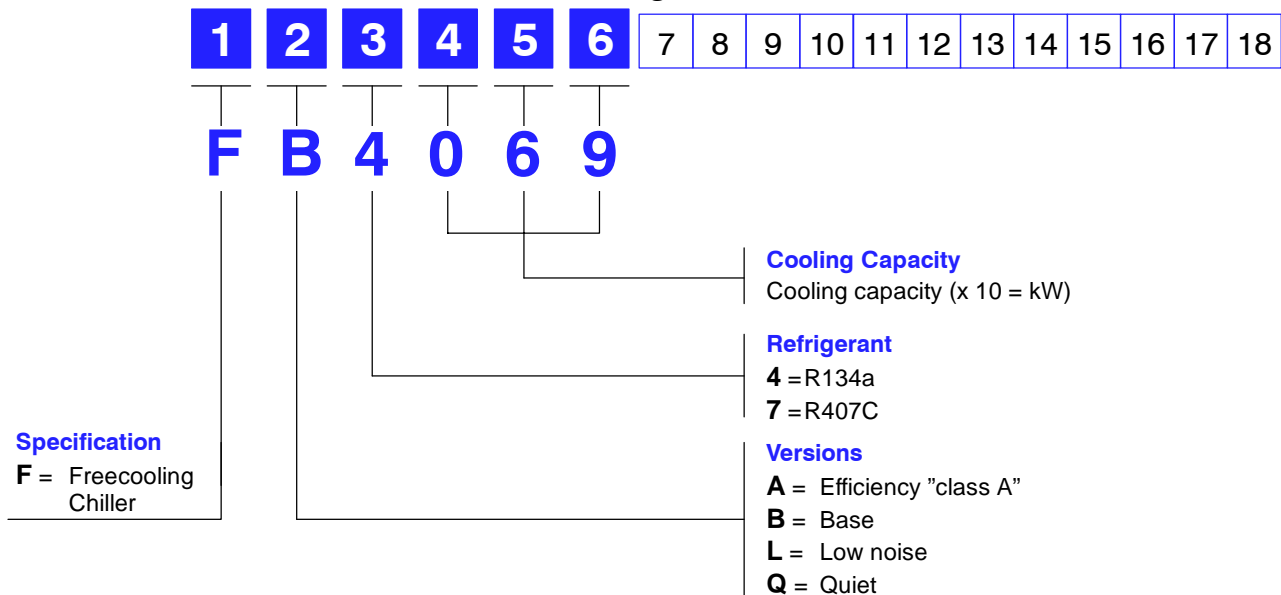 1 2 3 4 5 6 7 8 9 10 11 12 13 14 15 16 17 18
F B 4 0 6 9
Cooling Capacity
Cooling capacity (x 10 = kW)
Refrigerant
4 =R134a
7 =R407C
Specification
F = Freecooling
Chiller
Versions
A = Efficiency ”class A”
B = Base
L = Low noise
Q = Quiet